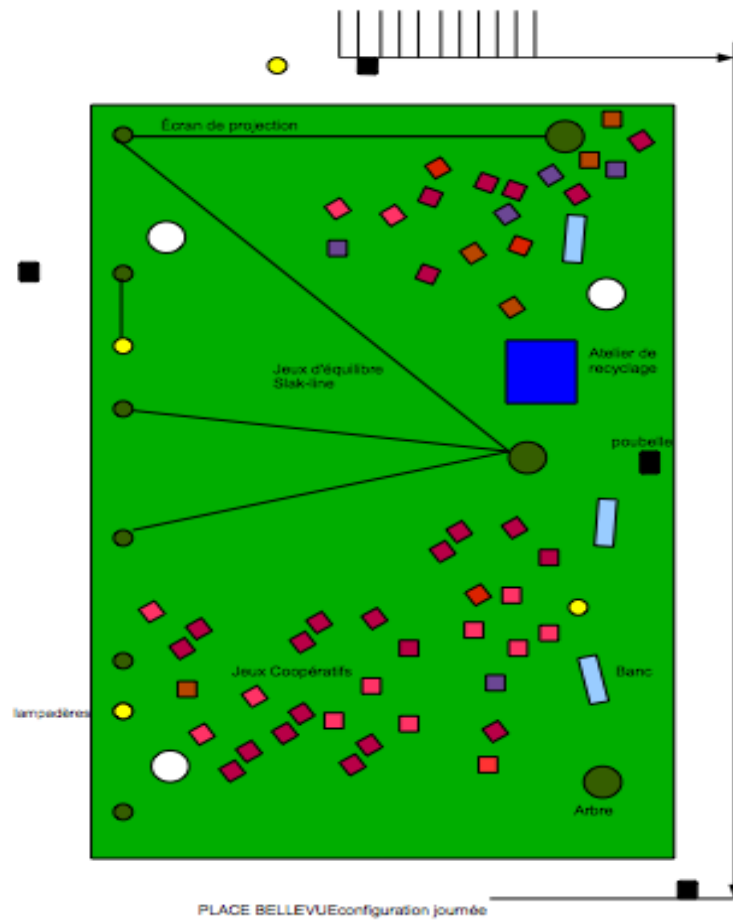 Écran de projection
Atelier de
recyclage
Jeux d'équilibre
Slak-line
poubelle
Jeux Coopératifs
Banc
lampadères
Arbre
PLACE BELLEVUEconfiguration journée